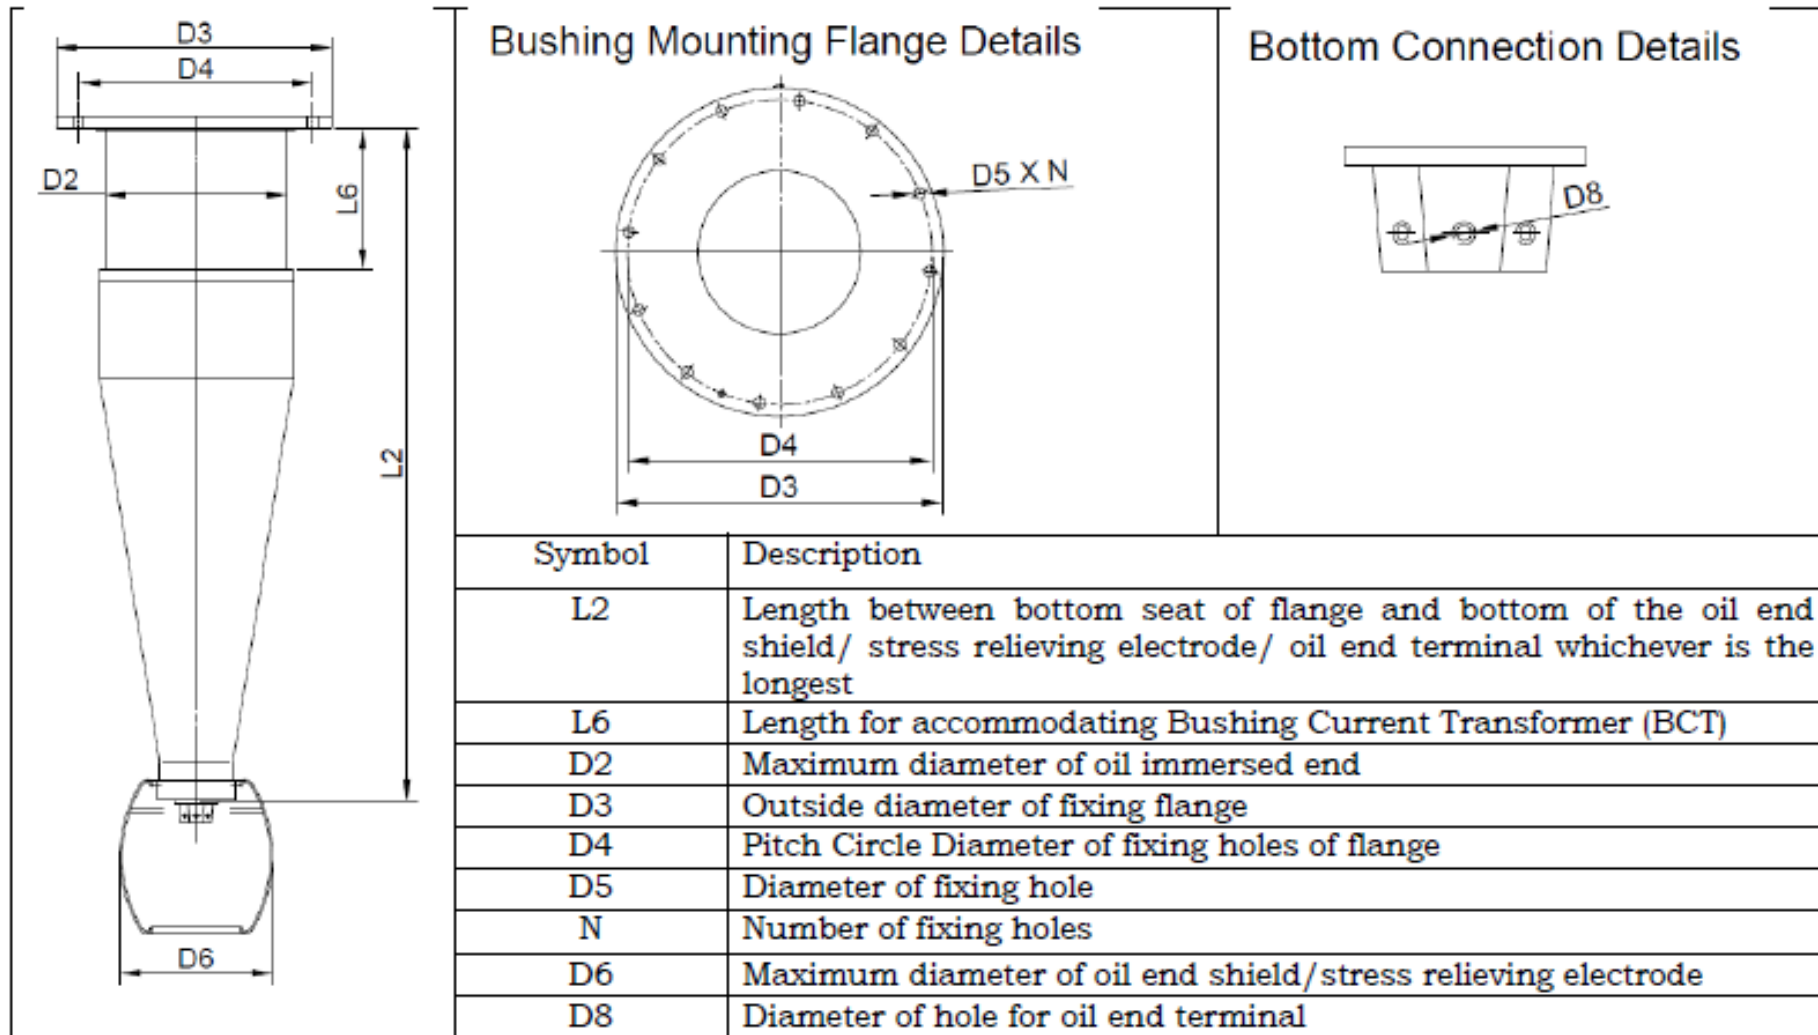 D3
D4
D2
L6
L2
D6
Bushing Mounting Flange Details
D5 X N
D4
D3
Bottom Connection Details
D8
Symbol Description
L2 Length between bottom seat of flange and bottom of the oil end
shield/ stress relieving electrode/ oil end terminal whichever is the
longest
L6 Length for accommodating Bushing Current Transformer (BCT)
D2 Maximum diameter of oil immersed end
D3 Outside diameter of fixing flange
D4 Pitch Circle Diameter of fixing holes of flange
D5 Diameter of fixing hole
N Number of fixing holes
D6 Maximum diameter of oil end shield/stress relieving electrode
D8 Diameter of hole for oil end terminal